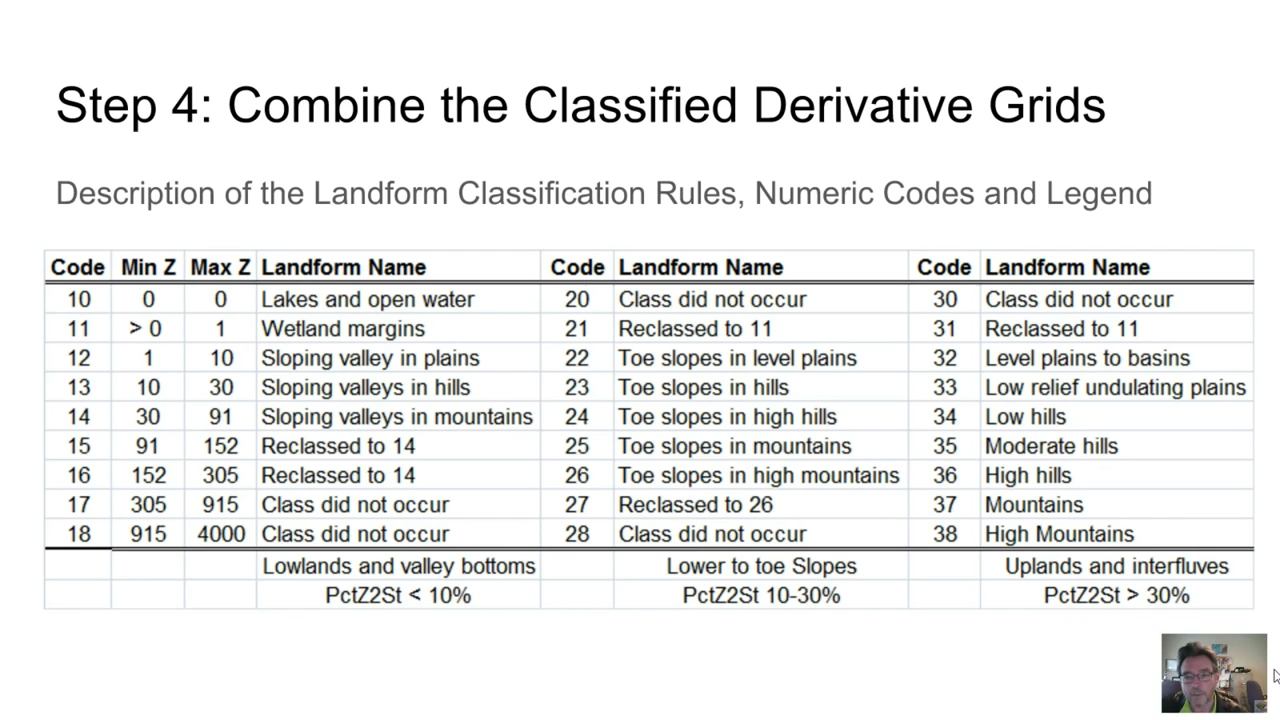 Step 4: Combine the Classified Derivative Grids
Description of the Landform Classification Rules, Numeric Codes and Legend
Code Min Z Max Z Landform Name Code Landform Name Code Landform Name
10 0 0 Lakes and open water 20 Class did not occur 30 Class did not occur
11 > 0 1 Wetland margins 21 Reclassed to 11 31 Reclassed to 11
12 1 10 Sloping valley in plains 22 Toe slopes in level plains 32 Level plains to basins
13 10 30 Sloping valleys in hills 23 Toe slopes in hills 33 Low relief undulating plains
14 30 91 Sloping valleys in mountains 24 Toe slopes in high hills 34 Low hills
15 91 152 Reclassed to 14 25 Toe slopes in mountains 35 Moderate hills
16 152 305 Reclassed to 14 26 Toe slopes in high mountains 36 High hills
17 305 915 Class did not occur 27 Reclassed to 26 37 Mountains
18 915 4000 Class did not occur 28 Class did not occur 38 High Mountains
Lowlands and valley bottoms Lower to toe Slopes Uplands and interfluves
PctZ2St < 10% PctZ2St 10-30% PctZ2St > 30%